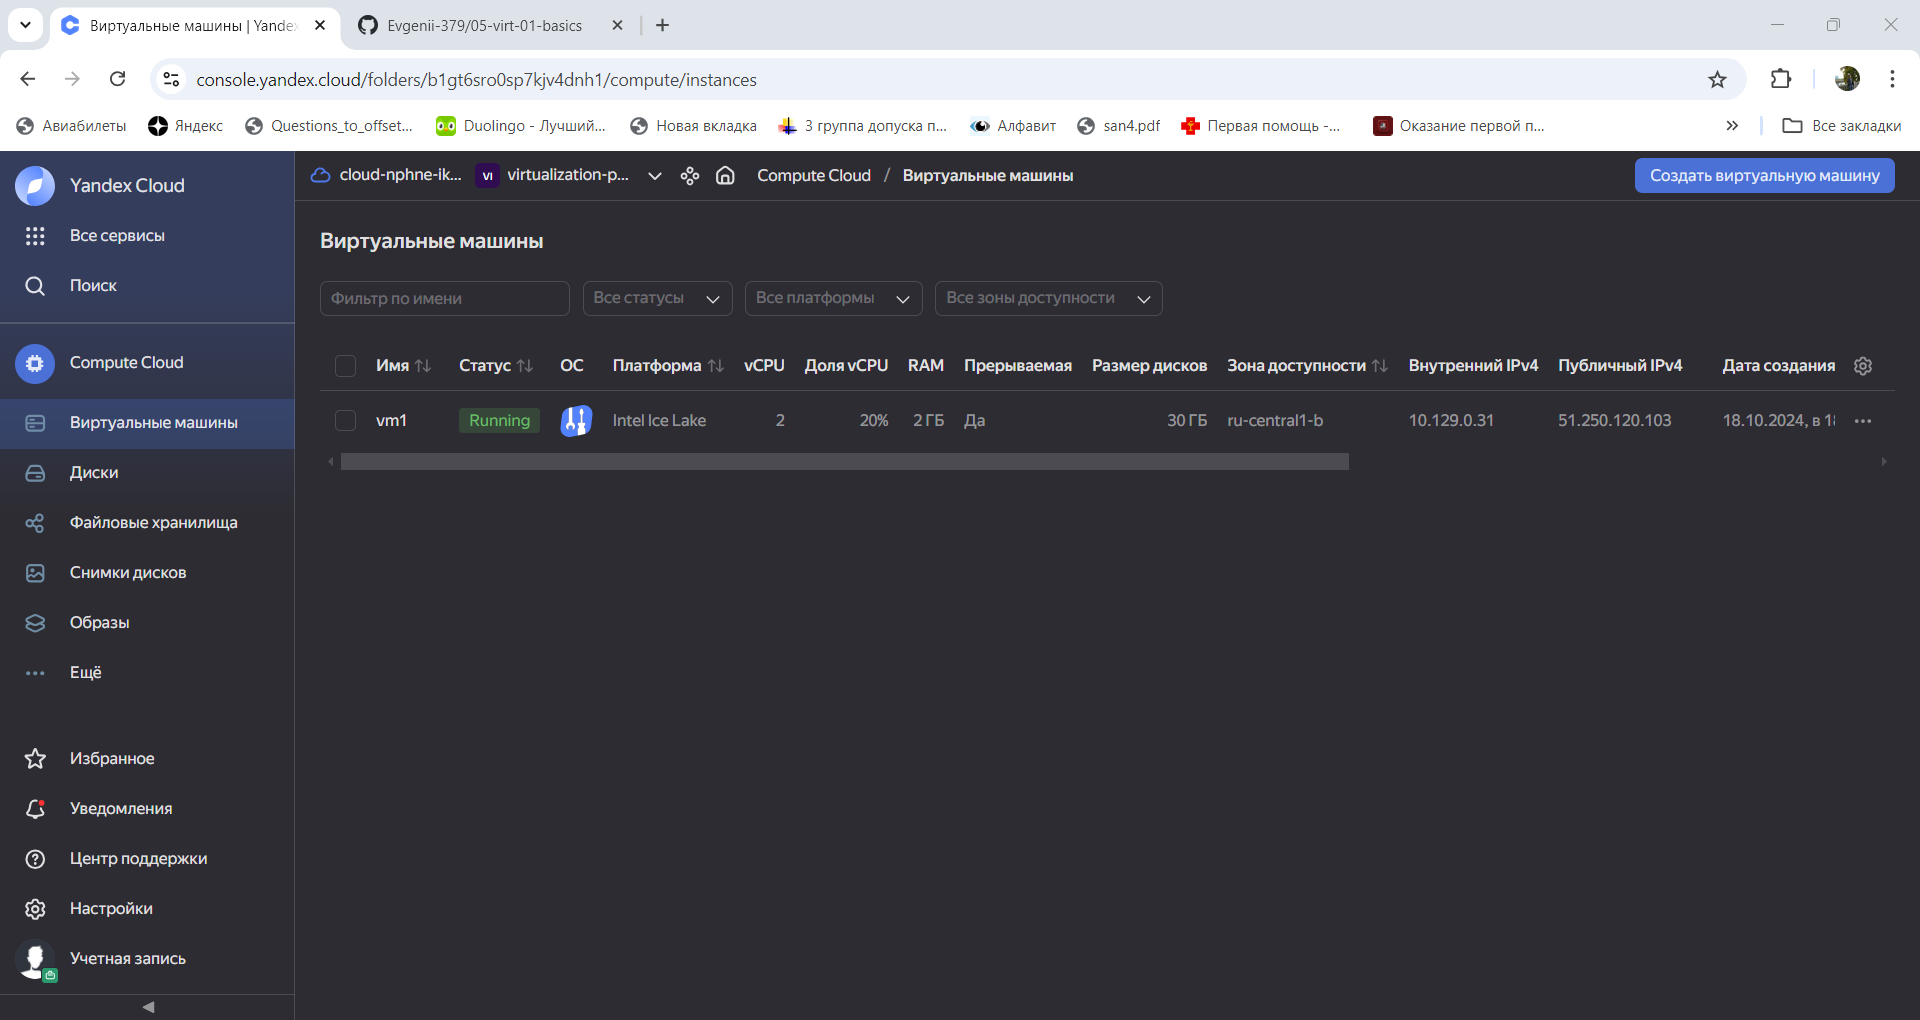 Виртуальные машины | Yande
Evgenii-379/05-virt-01-basics
console.yandex.cloud/folders/b1gt6sro0sp7kjv4dnh1/compute/instances
Авиабилеты
Яндекс
Questions_to_offset...
Duolingo - Лучший...
Новая вкладка
3 группа допуска п...
Алфавит
san4.pdf
Первая помощь -...
Оказание первой п...
»
Все закладки
Yandex Cloud
Все сервисы
Поиск
Compute Cloud
Виртуальные машины
Диски
Файловые хранилища
Снимки дисков
Образы
Ещё
Избранное
Уведомления
Центр поддержки
Настройки
Учетная запись
cloud-nphne-ik...
VI
virtualization-p...
Compute Cloud / Виртуальные машины
Создать виртуальную машину
Виртуальные машины
Фильтр по имени
Все статусы
Все платформы
Все зоны доступности
Имя Статус ОС Платформа vCPU Доля vCPU RAM Прерываемая Размер дисков Зона доступности Внутренний IPv4 Публичный IPv4 Дата создания
vm1 Running Intel Ice Lake 2 20% 2 ГБ Да 30 ГБ ru-central1-b 10.129.0.31 51.250.120.103 18.10.2024, в